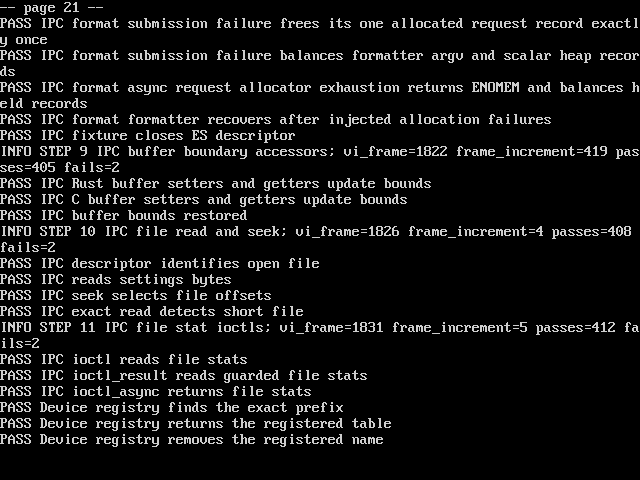 -- page 21 --
PASS IPC format submission failure frees its one allocated request record exactl
y once
PASS IPC format submission failure balances formatter argv and scalar heap recor
ds
PASS IPC format async request allocator exhaustion returns ENOMEM and balances h
eld records
PASS IPC format formatter recovers after injected allocation failures
PASS IPC fixture closes ES descriptor
INFO STEP 9 IPC buffer boundary accessors; vi_frame=1822 frame_increment=419 pas
ses=405 fails=2
PASS IPC Rust buffer setters and getters update bounds
PASS IPC C buffer setters and getters update bounds
PASS IPC buffer bounds restored
INFO STEP 10 IPC file read and seek; vi_frame=1826 frame_increment=4 passes=408
fails=2
PASS IPC descriptor identifies open file
PASS IPC reads settings bytes
PASS IPC seek selects file offsets
PASS IPC exact read detects short file
INFO STEP 11 IPC file stat ioctls; vi_frame=1831 frame_increment=5 passes=412 fa
ils=2
PASS IPC ioctl reads file stats
PASS IPC ioctl_result reads guarded file stats
PASS IPC ioctl_async returns file stats
PASS Device registry finds the exact prefix
PASS Device registry returns the registered table
PASS Device registry removes the registered name